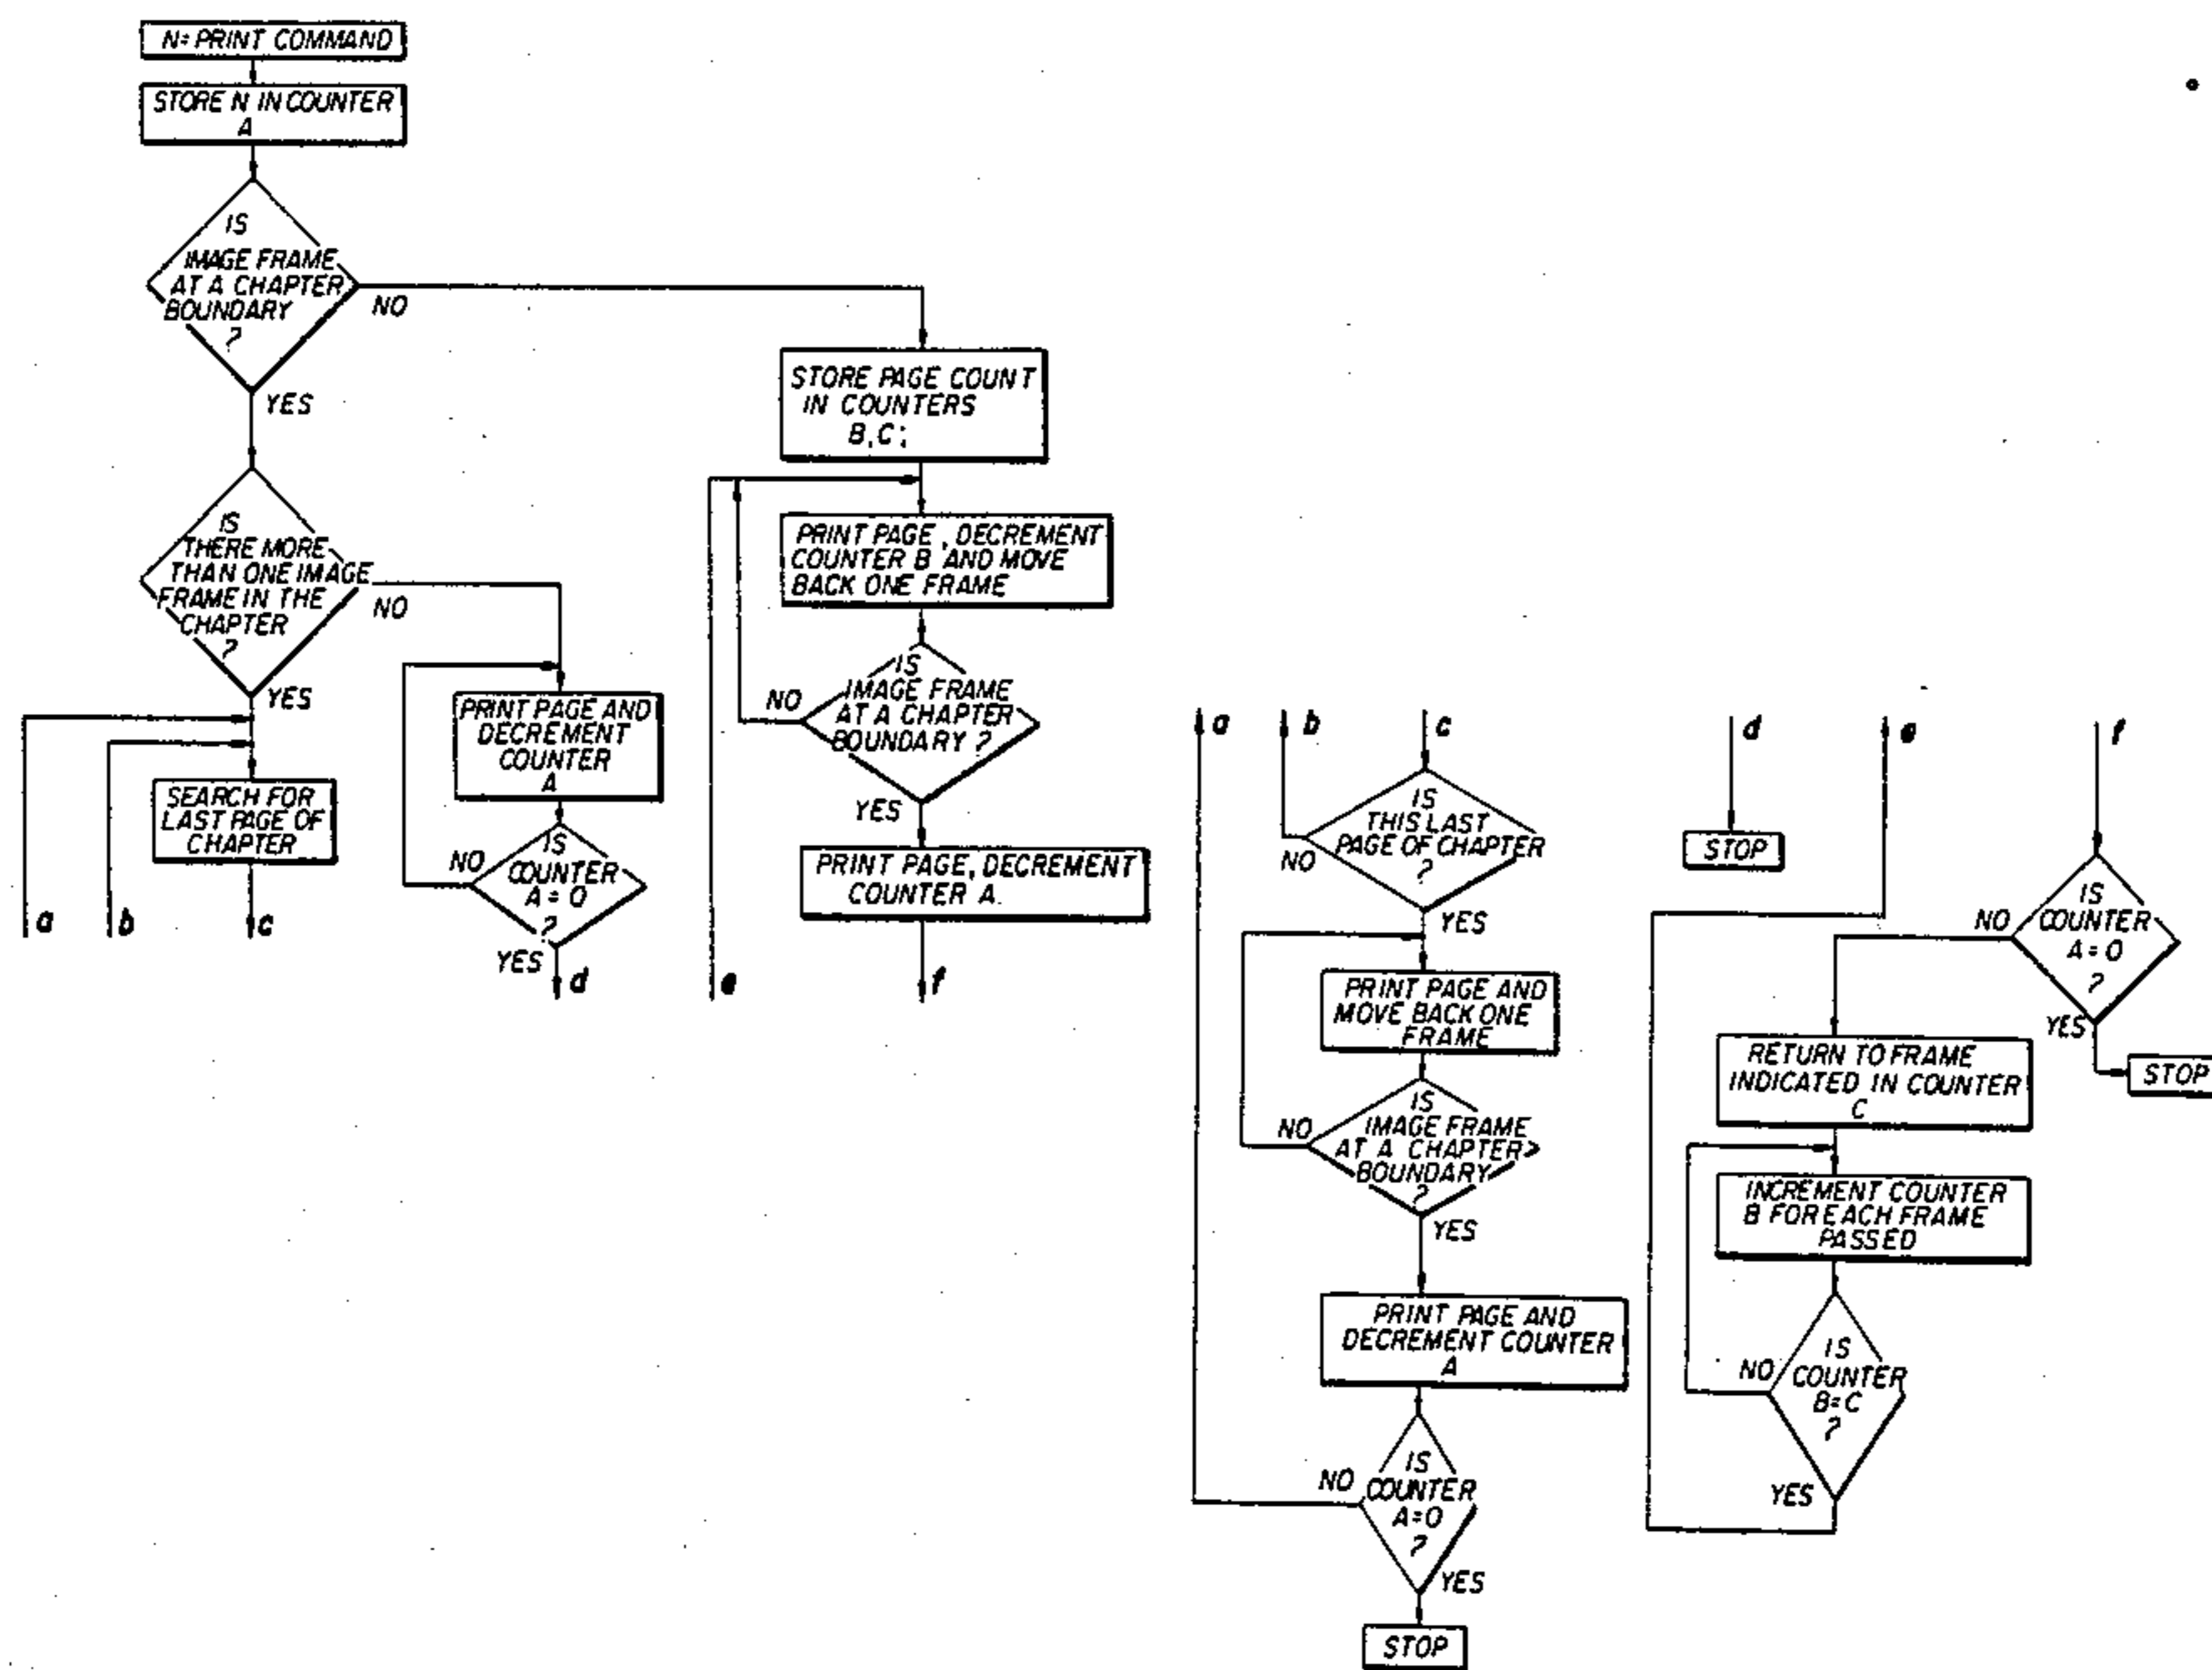 N= PRINT COMMAND
STORE N IN COUNTER
A
IS
IMAGE FRAME
AT A CHAPTER
BOUNDARY
?
NO
YES
IS
THERE MORE
THAN ONE IMAGE
FRAME IN THE
CHAPTER
?
NO
YES
SEARCH FOR
LAST PAGE OF
CHAPTER
a
b
c
PRINT PAGE AND
DECREMENT
COUNTER
A
IS
COUNTER
A = 0
?
NO
YES
d
STORE PAGE COUNT
IN COUNTERS
B, C;
PRINT PAGE, DECREMENT
COUNTER B AND MOVE
BACK ONE FRAME
IS
IMAGE FRAME
AT A CHAPTER
BOUNDARY ?
NO
YES
PRINT PAGE, DECREMENT
COUNTER A.
e
f
a
b
c
IS
THIS LAST
PAGE OF CHAPTER
?
NO
YES
PRINT PAGE AND
MOVE BACK ONE
FRAME
IS
IMAGE FRAME
AT A CHAPTER
BOUNDARY
?
NO
YES
PRINT PAGE AND
DECREMENT COUNTER
A
IS
COUNTER
A=0
?
NO
YES
STOP
d
STOP
e
f
IS
COUNTER
A=0
?
NO
YES
STOP
RETURN TO FRAME
INDICATED IN COUNTER
C
INCREMENT COUNTER
B FOR EACH FRAME
PASSED
IS
COUNTER
B=C
?
NO
YES